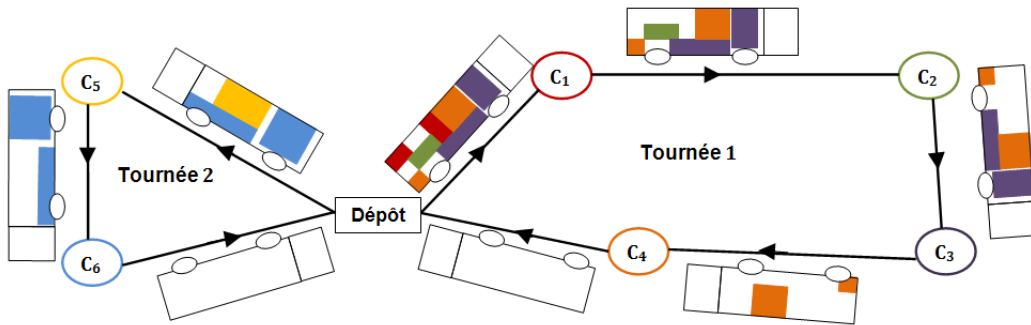 C₁
C₂
C₅
Tournée 1
Tournée 2
Dépôt
C₄
C₃
C₆